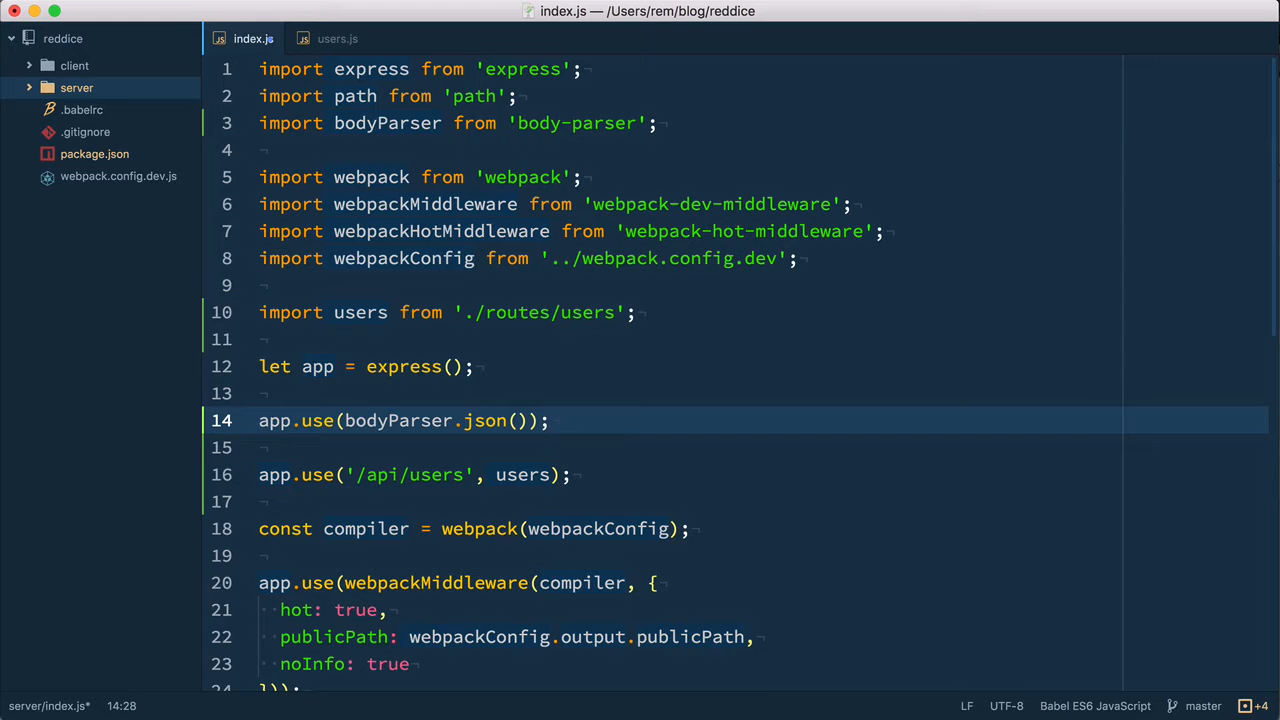 index.js — /Users/rem/blog/reddice
reddice
client
server
.babelrc
.gitignore
package.json
webpack.config.dev.js
index.js
users.js
1 import express from 'express';
2 import path from 'path';
3 import bodyParser from 'body-parser';
4
5 import webpack from 'webpack';
6 import webpackMiddleware from 'webpack-dev-middleware';
7 import webpackHotMiddleware from 'webpack-hot-middleware';
8 import webpackConfig from '../webpack.config.dev';
9
10 import users from './routes/users';
11
12 let app = express();
13
14 app.use(bodyParser.json());
15
16 app.use('/api/users', users);
17
18 const compiler = webpack(webpackConfig);
19
20 app.use(webpackMiddleware(compiler, {
21 hot: true,
22 publicPath: webpackConfig.output.publicPath,
23 noInfo: true
24 }));
server/index.js* 14:28 LF UTF-8 Babel ES6 JavaScript master +4